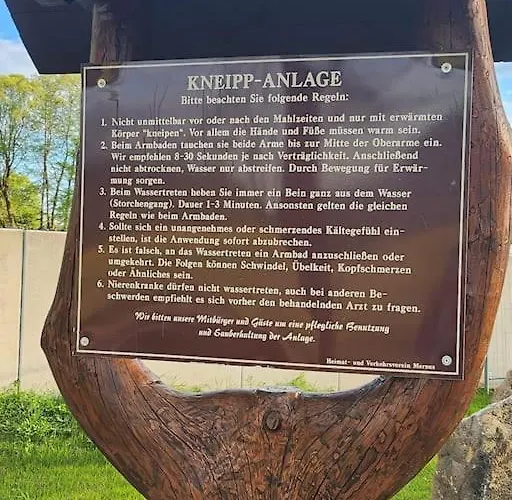 KNEIPP-ANLAGE
Bitte beachten Sie folgende Regeln:
1. Nicht unmittelbar vor oder nach den Mahlzeiten und nur mit erwärmten
Körper "kneipen". Vor allem die Hände und Füße müssen warm sein.
2. Beim Armbaden tauchen sie beide Arme bis zur Mitte der Oberarme ein.
Wir empfehlen 8-30 Sekunden je nach Verträglichkeit. Anschließend
nicht abtrocknen, Wasser nur abstreifen. Durch Bewegung für Erwär-
mung sorgen.
3. Beim Wassertreten heben Sie immer ein Bein ganz aus dem Wasser
(Storchengang). Dauer 1-3 Minuten. Ansonsten gelten die gleichen
Regeln wie beim Armbaden.
4. Sollte sich ein unangenehmes oder schmerzendes Kältegefühl ein-
stellen, ist die Anwendung sofort abzubrechen.
5. Es ist falsch, an das Wassertreten ein Armbad anzuschließen oder
umgekehrt. Die Folgen können Schwindel, Übelkeit, Kopfschmerzen
oder Ähnliches sein.
6. Nierenkranke dürfen nicht wassertreten, auch bei anderen Be-
schwerden empfiehlt es sich vorher den behandelnden Arzt zu fragen.
Wir bitten unsere Mitbürger und Gäste um eine pflegliche Benutzung
und Sauberhaltung der Anlage.
Heimat- und Verkehrsverein Mernes